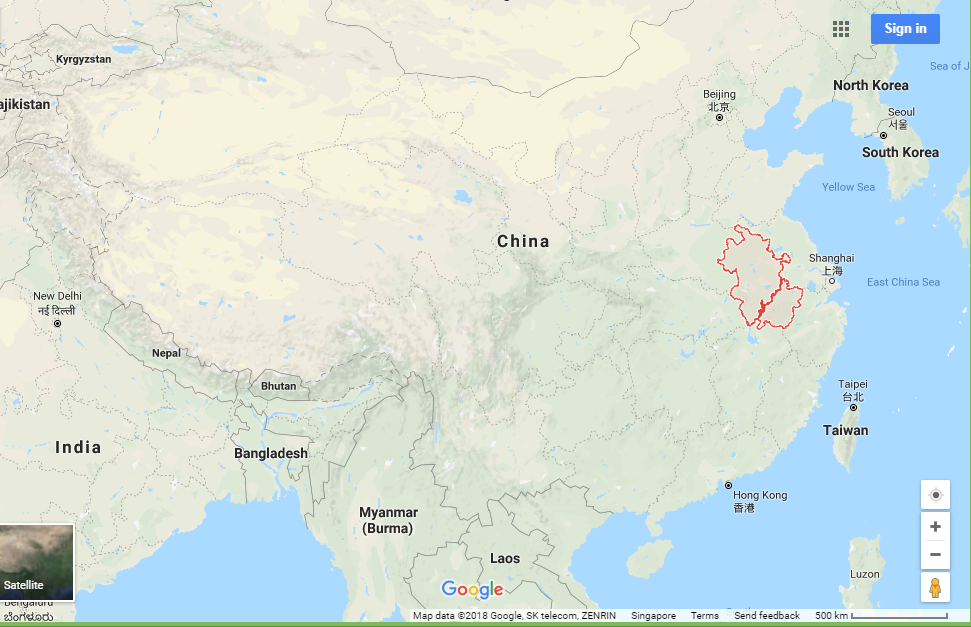 Sign in
Kyrgyzstan
Sea of J
ajikistan
North Korea
Beijing
北京
Seoul
서울
South Korea
Yellow Sea
China
Shanghai
上海
East China Sea
New Delhi
नई दिल्ली
Nepal
Bhutan
Taipei
台北
Taiwan
India
Bangladesh
Hong Kong
香港
Myanmar
(Burma)
Laos
Luzon
Satellite
Google
Bengaluru
ಬೆಂಗಳೂರು
Map data ©2018 Google, SK telecom, ZENRIN Singapore Terms Send feedback 500 km